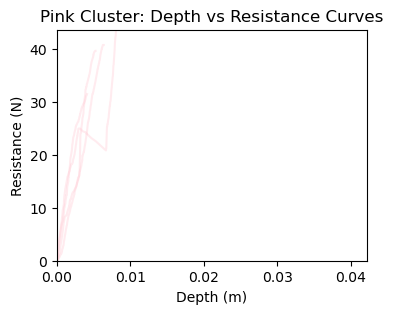 Pink Cluster: Depth vs Resistance Curves
Resistance (N)
40
30
20
10
0
0.00 0.01 0.02 0.03 0.04
Depth (m)